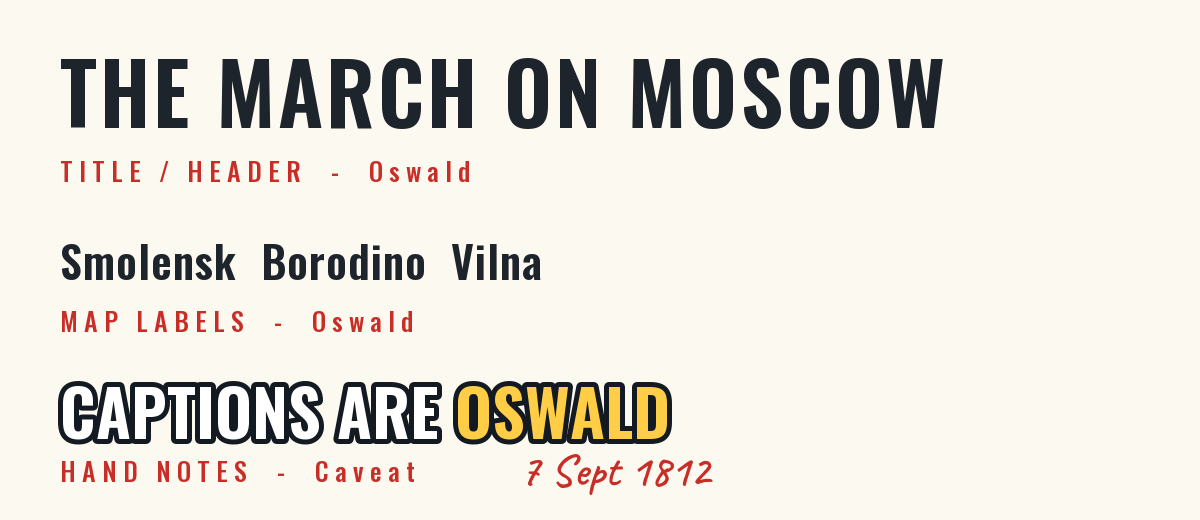 THE MARCH ON MOSCOW
TITLE / HEADER - Oswald
Smolensk Borodino Vilna
MAP LABELS - Oswald
CAPTIONS ARE OSWALD
HAND NOTES - Caveat 7 Sept 1812